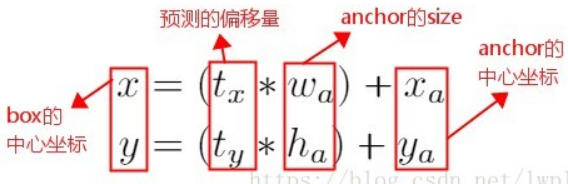 预测的偏移量
anchor的size
anchor的
中心坐标
box的
中心坐标
x = (t_x * w_a) + x_a
y = (t_y * h_a) + y_a
https://blog.csdn.net/lwpl